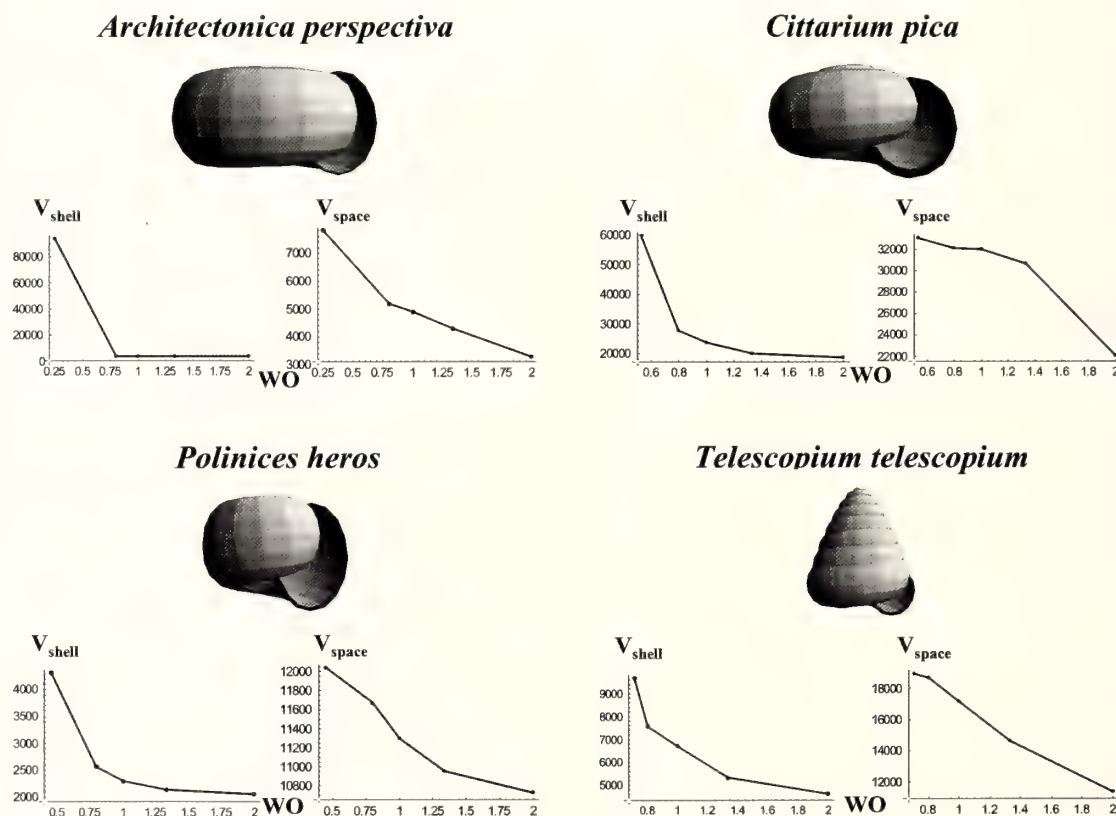 Architectonica perspectiva
V shell
80000
60000
40000
20000
0
0.25 0.5 0.75 1 1.25 1.5 1.75 2
WO
V space
7000
6000
5000
4000
3000
0.25 0.5 0.75 1 1.25 1.5 1.75 2
Cittarium pica
V shell
60000
50000
40000
30000
20000
0.6 0.8 1 1.2 1.4 1.6 1.8 2
WO
V space
32000
30000
28000
26000
24000
22000
0.6 0.8 1 1.2 1.4 1.6 1.8 2
Polinices heros
V shell
4000
3500
3000
2500
2000
0.5 0.75 1 1.25 1.5 1.75 2
WO
V space
12000
11800
11600
11400
11200
11000
10800
0.5 0.75 1 1.25 1.5 1.75 2
Telescopium telescopium
V shell
9000
8000
7000
6000
5000
0.8 1 1.2 1.4 1.6 1.8 2
WO
V space
18000
16000
14000
12000
0.8 1 1.2 1.4 1.6 1.8 2